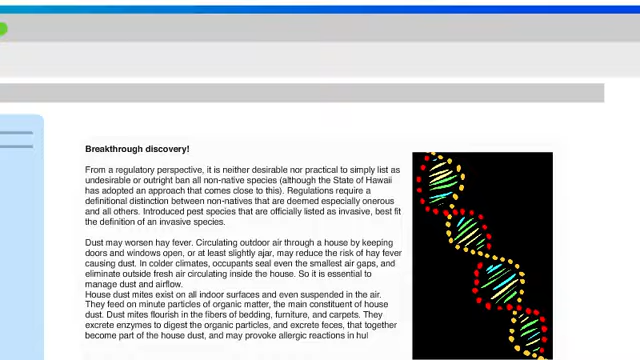 Breakthrough discovery!
From a regulatory perspective, it is neither desirable nor practical to simply list as
undesirable or outright ban all non-native species (although the State of Hawaii
has adopted an approach that comes close to this). Regulations require a
definitional distinction between non-natives that are deemed especially onerous
and all others. Introduced pest species that are officially listed as invasive, best fit
the definition of an invasive species.
Dust may worsen hay fever. Circulating outdoor air through a house by keeping
doors and windows open, or at least slightly ajar, may reduce the risk of hay fever
causing dust. In colder climates, occupants seal even the smallest air gaps, and
eliminate outside fresh air circulating inside the house. So it is essential to
manage dust and airflow.
House dust mites exist on all indoor surfaces and even suspended in the air.
They feed on minute particles of organic matter, the main constituent of house
dust. Dust mites flourish in the fibers of bedding, furniture, and carpets. They
excrete enzymes to digest the organic particles, and excrete feces, that together
become part of the house dust, and may provoke allergic reactions in hu